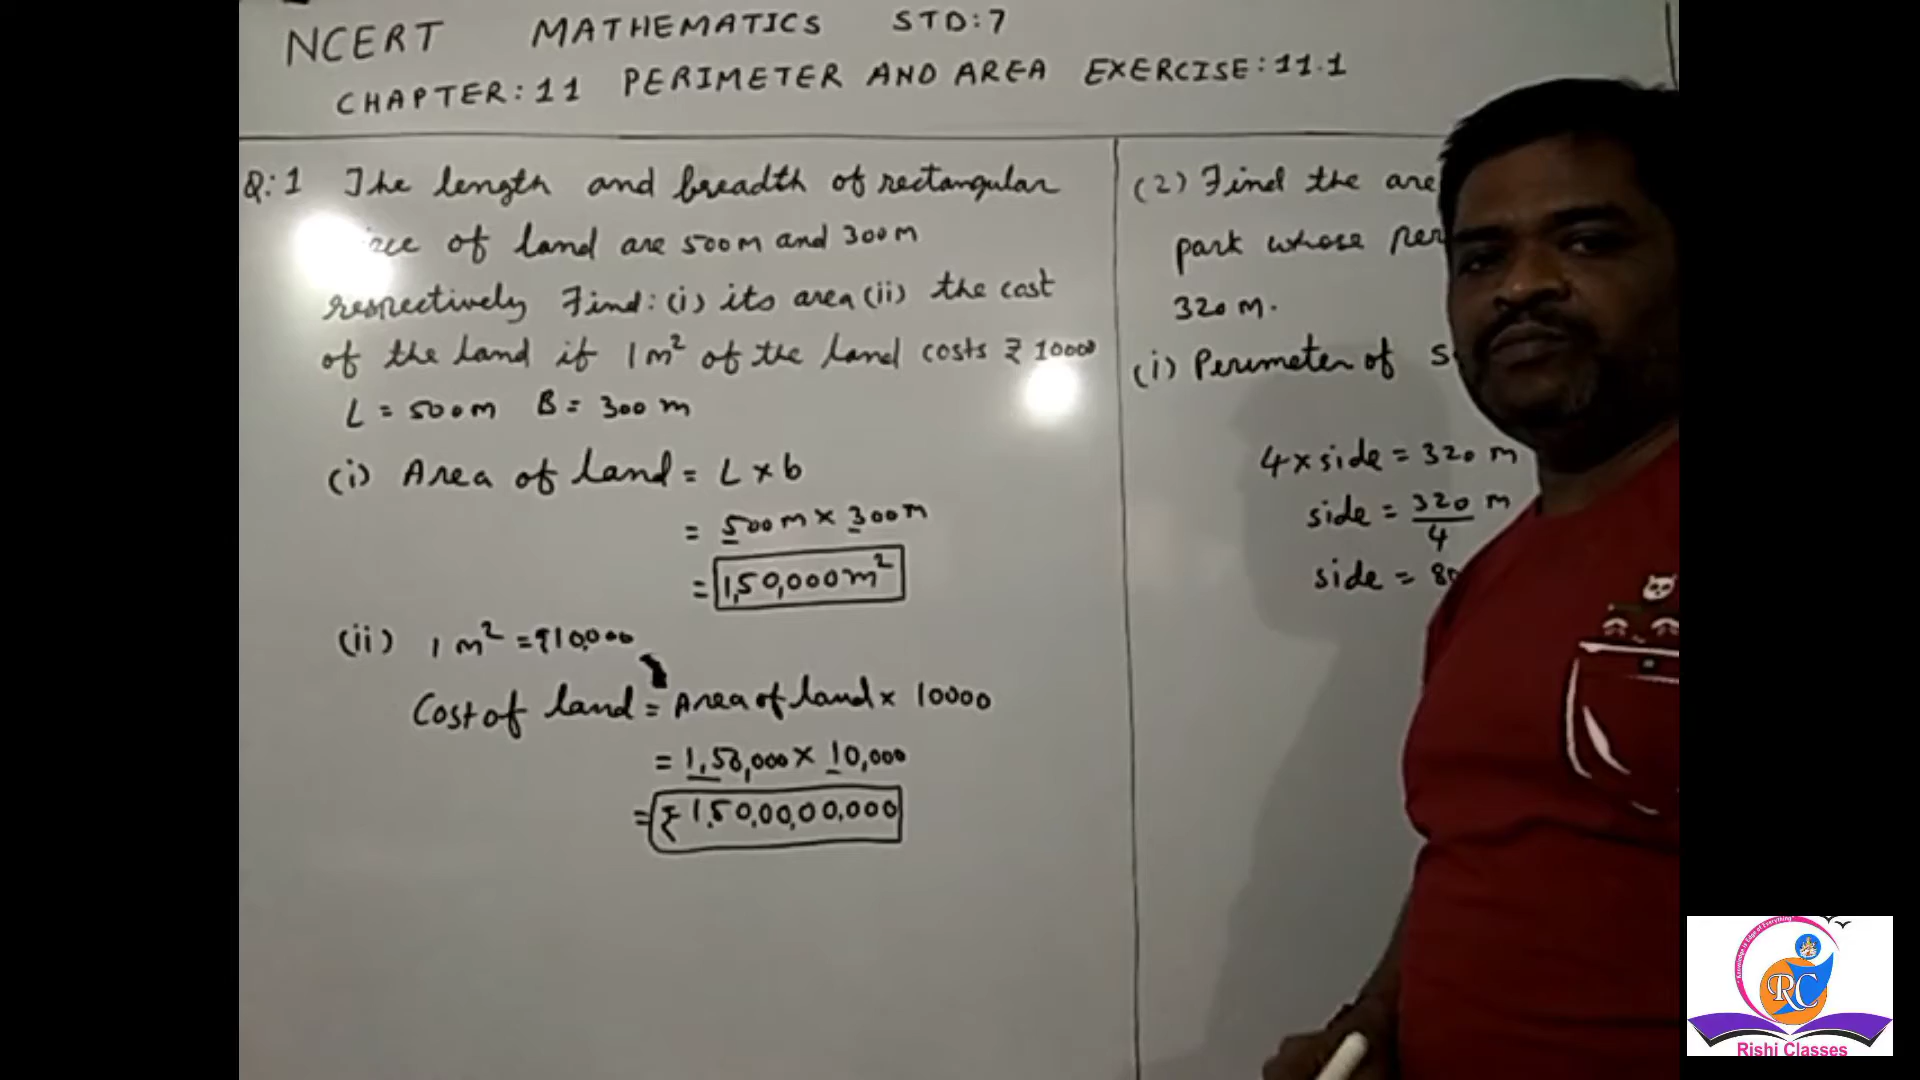 NCERT MATHEMATICS STD:7
CHAPTER:11 PERIMETER AND AREA EXERCISE:11.1
Q:1 The length and breadth of rectangular
of land are 500m and 300m
respectively Find:(i) its area (ii) the cost
of the land if 1m² of the land costs ₹ 10000
L = 500m B = 300 m
(i) Area of land = L × b
= 500m × 300m
= 1,50,000m²
(ii) 1 m² = ₹10,000
Cost of land = Area of land × 10000
= 1,50,000 × 10,000
= ₹ 1,50,00,00,000
(2) Find the
part whose
320 m.
(i) Perimeter of
4 × side = 320 m
side = 320/4 m
side = 80
RC
Rishi Classes